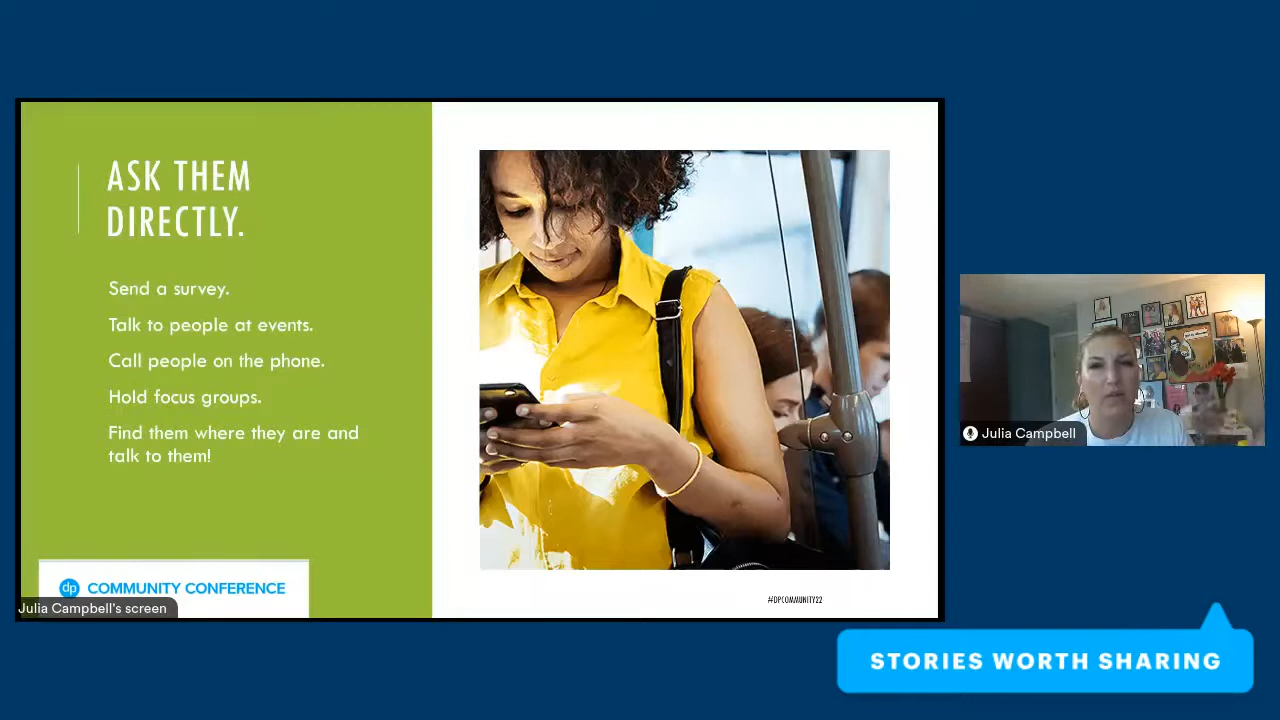 ASK THEM
DIRECTLY.
Send a survey.
Talk to people at events.
Call people on the phone.
Hold focus groups.
Find them where they are and
talk to them!
dp COMMUNITY CONFERENCE
Julia Campbell's screen
#DPCOMMUNITY22
Julia Campbell
STORIES WORTH SHARING